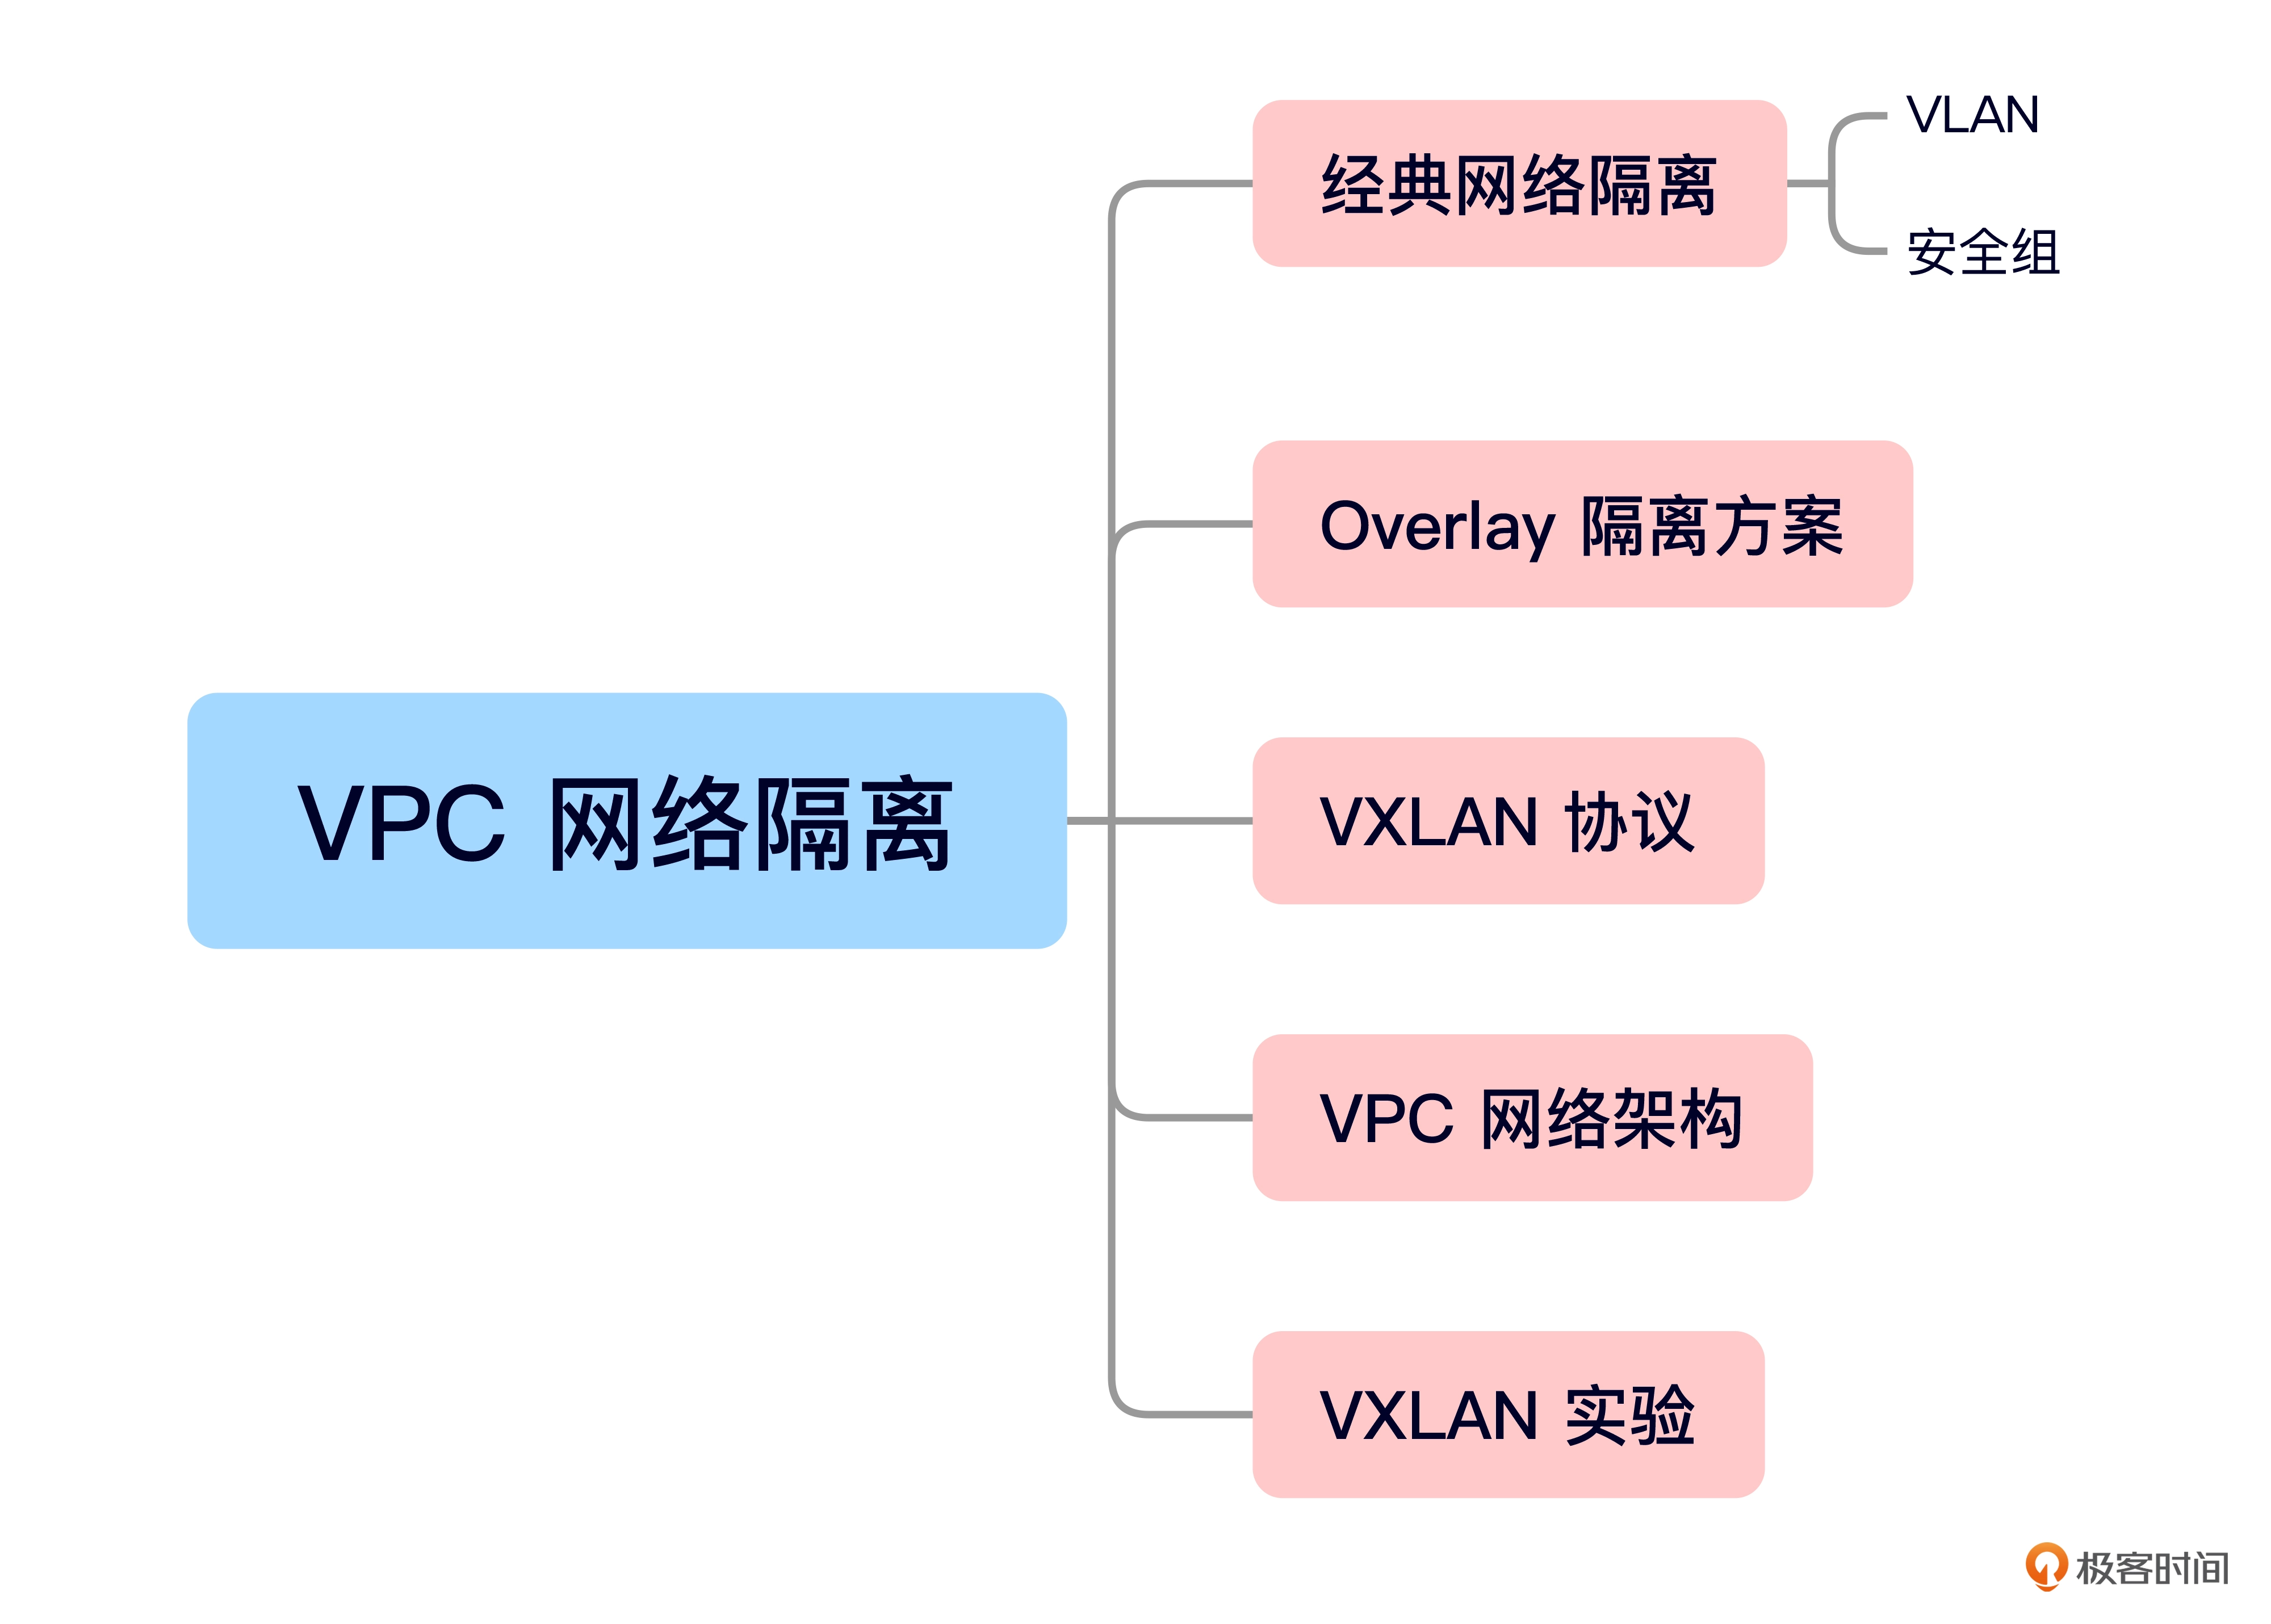 VLAN
经典网络隔离
安全组
Overlay 隔离方案
VPC 网络隔离
VXLAN 协议
VPC 网络架构
VXLAN 实验
极客时间